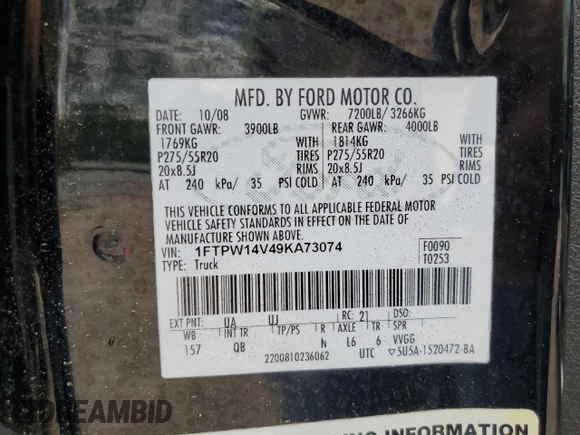 MFD. BY FORD MOTOR CO.
DATE: 10/08 GVWR: 7200LB/ 3266KG
FRONT GAWR: 3900LB REAR GAWR: 4000LB
1769KG WITH 1814KG WITH
P275/55R20 TIRES P275/55R20 TIRES
20x8.5J RIMS 20x8.5J RIMS
AT 240 kPa/ 35 PSI COLD AT 240 kPa/ 35 PSI COLD
THIS VEHICLE CONFORMS TO ALL APPLICABLE FEDERAL MOTOR
VEHICLE SAFETY STANDARDS IN EFFECT ON THE DATE OF
MANUFACTURE SHOWN ABOVE.
VIN: 1FTPW14V49KA73074 F0090
TYPE: Truck T0253
EXT PNT: UA UJ RC: 21 DSO:
WB INT TR TP/PS R AXLE TR SPR
157 QB N L6 6 VVGG
2200810236062 UTC ▽5U5A-1520472-BA
DREAMBID
ING INFORMATION